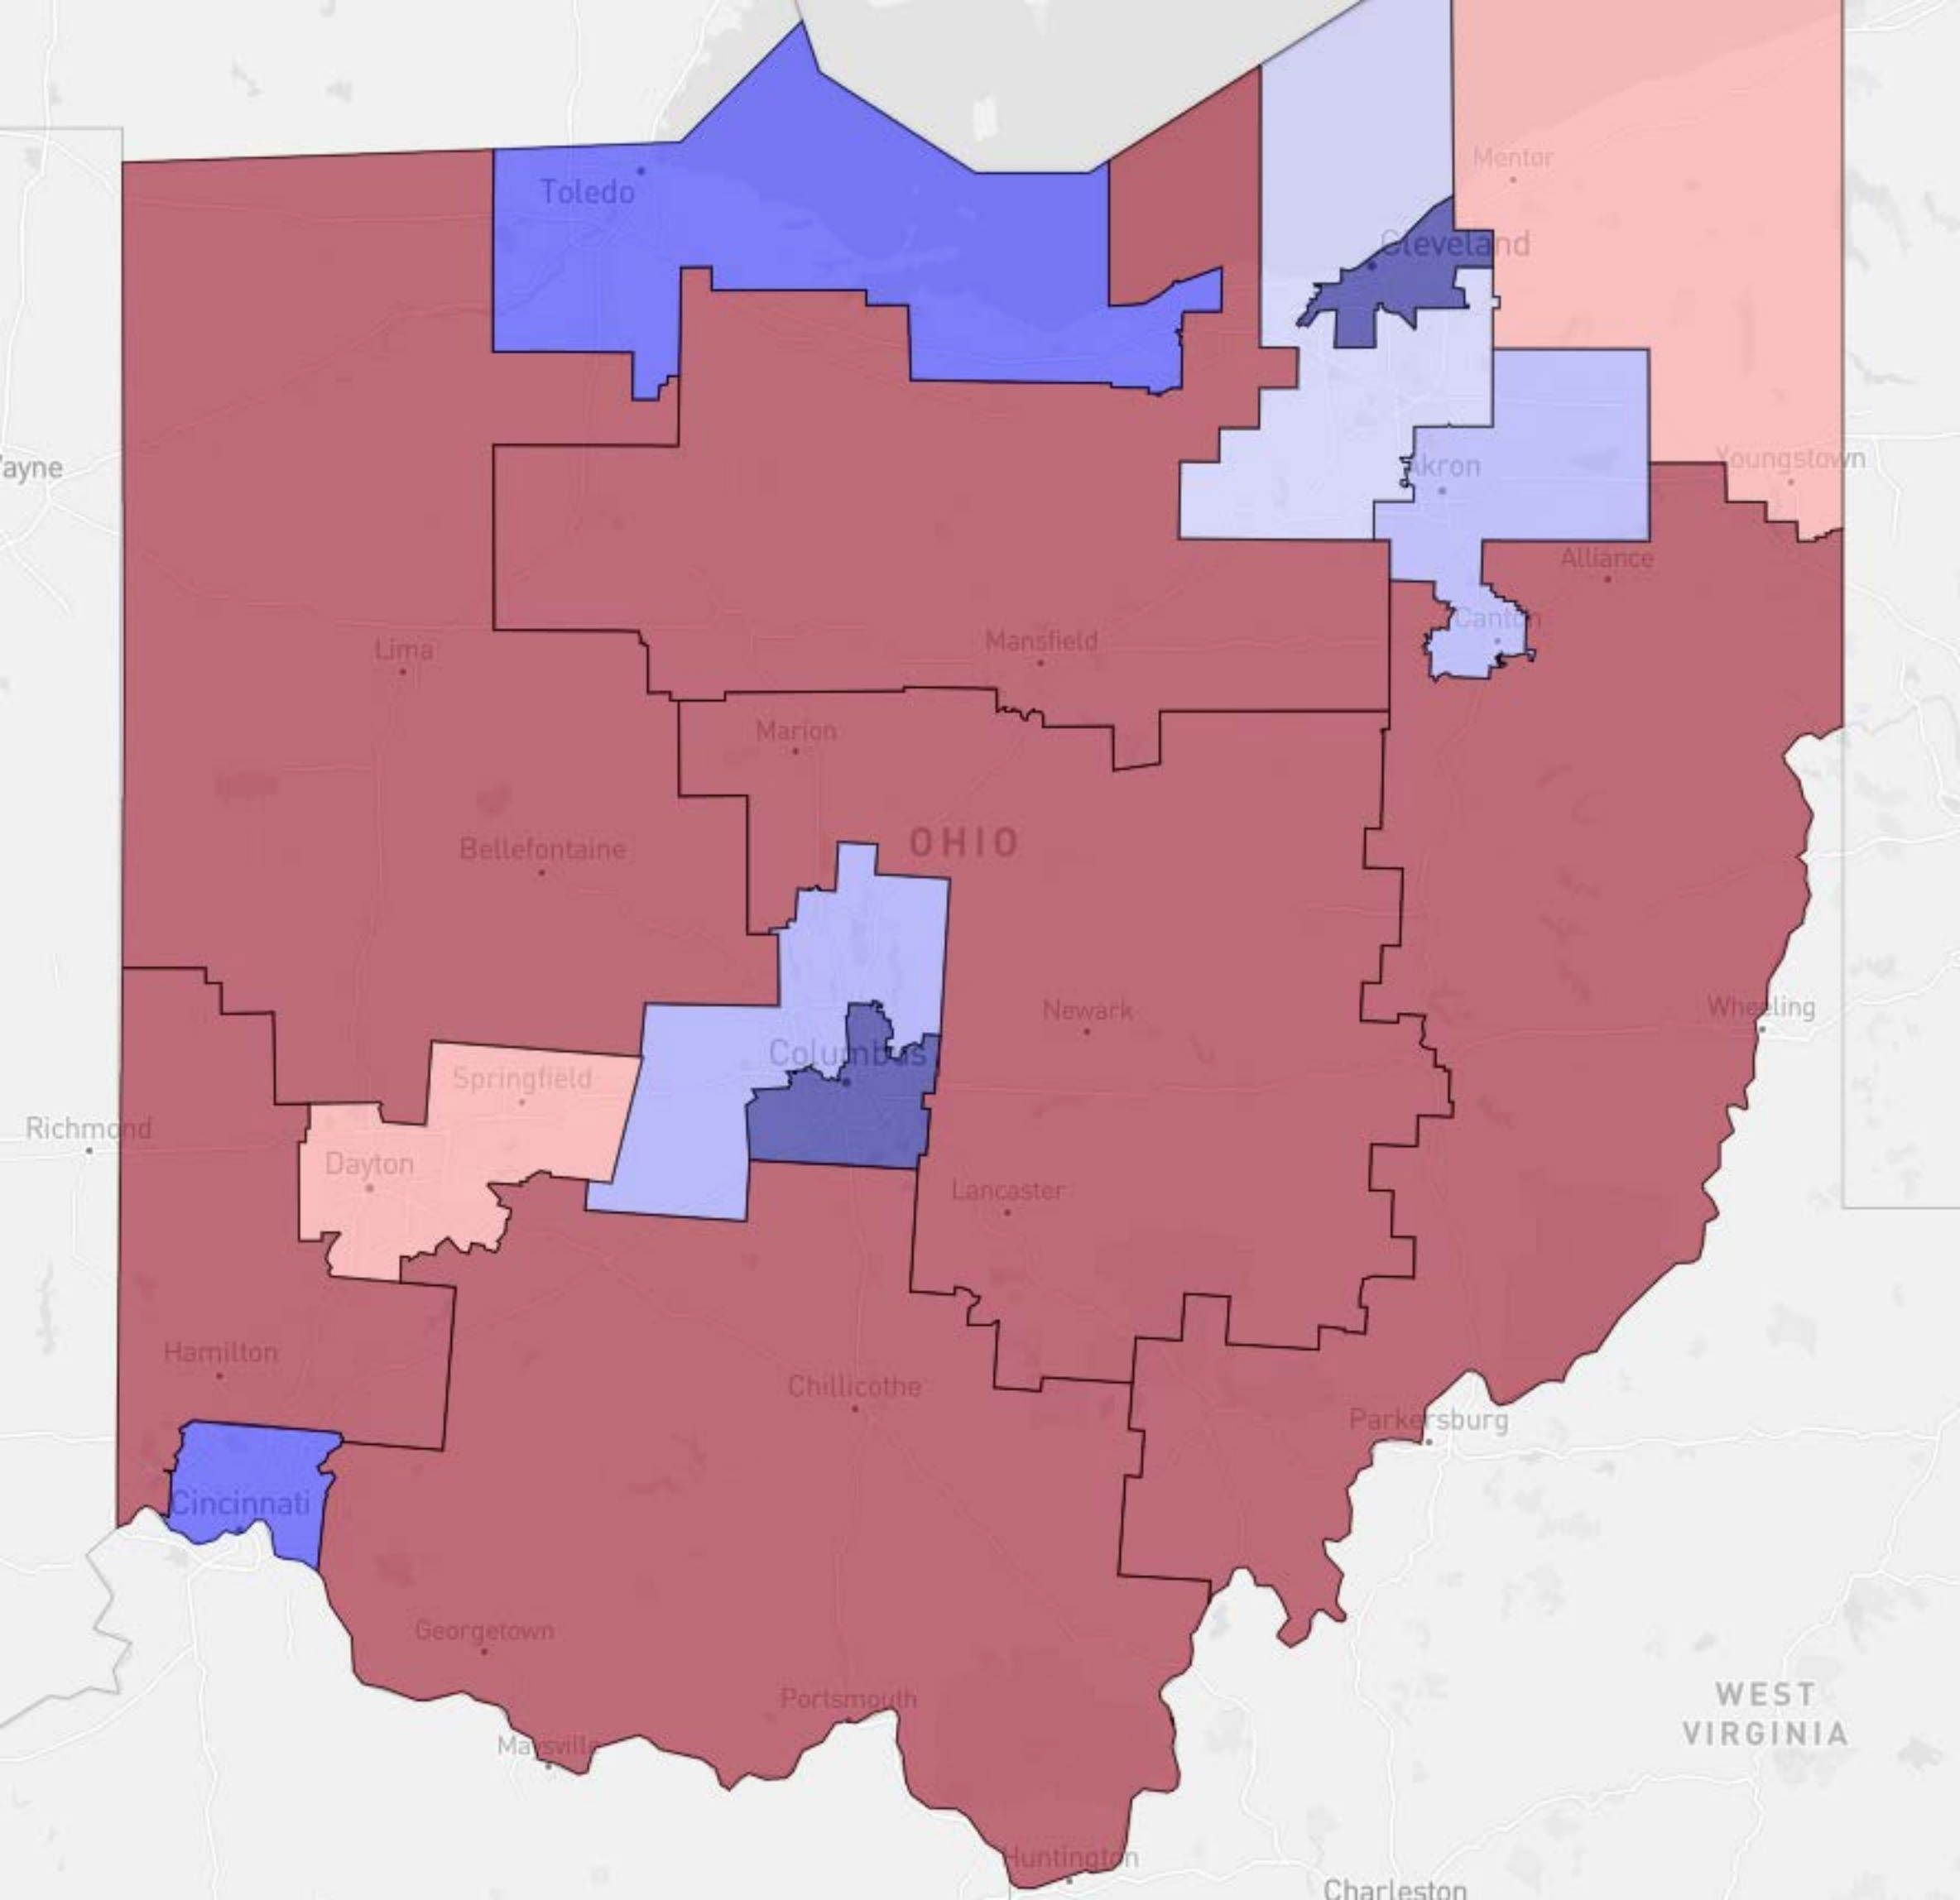 Mentor
Toledo
Cleveland
ayne
Akron
Youngstown
Alliance
Canton
Mansfield
Lima
Marion
OHIO
Bellefontaine
Newark
Wheeling
Columbus
Springfield
Richmond
Dayton
Lancaster
Hamilton
Chillicothe
Parkersburg
Cincinnati
Georgetown
Portsmouth
WEST
VIRGINIA
Maysville
Huntington
Charleston